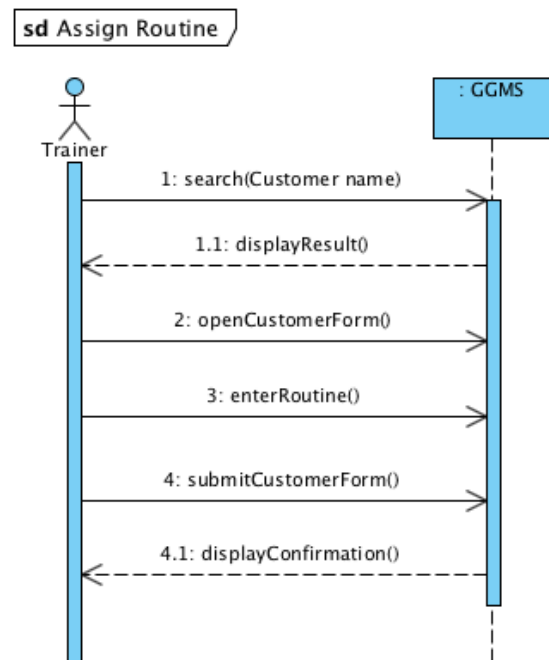 sd Assign Routine
: GGMS
Trainer
1: search(Customer name)
1.1: displayResult()
2: openCustomerForm()
3: enterRoutine()
4: submitCustomerForm()
4.1: displayConfirmation()